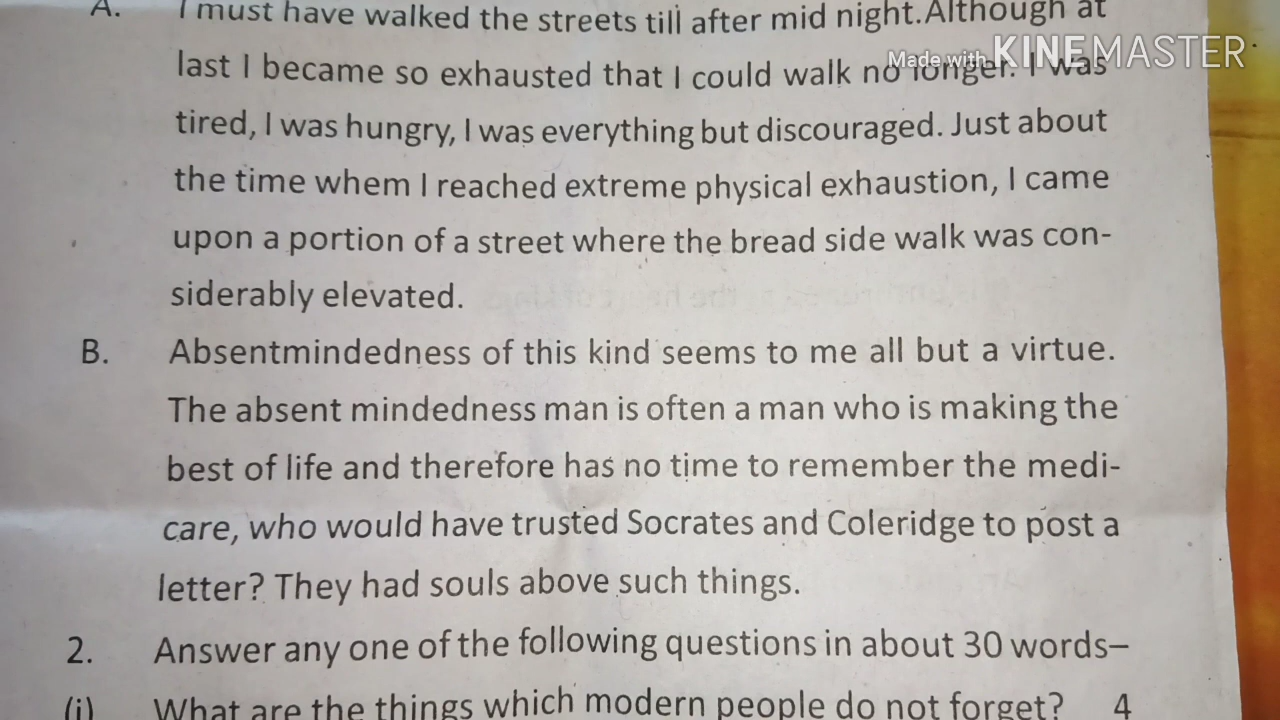 A. I must have walked the streets till after mid night.Although at
last I became so exhausted that I could walk no longer. I was
Made with KINEMASTER
tired, I was hungry, I was everything but discouraged. Just about
the time whem I reached extreme physical exhaustion, I came
upon a portion of a street where the bread side walk was con-
siderably elevated.
B. Absentmindedness of this kind seems to me all but a virtue.
The absent mindedness man is often a man who is making the
best of life and therefore has no time to remember the medi-
care, who would have trusted Socrates and Coleridge to post a
letter? They had souls above such things.
2. Answer any one of the following questions in about 30 words–
(i) What are the things which modern people do not forget? 4